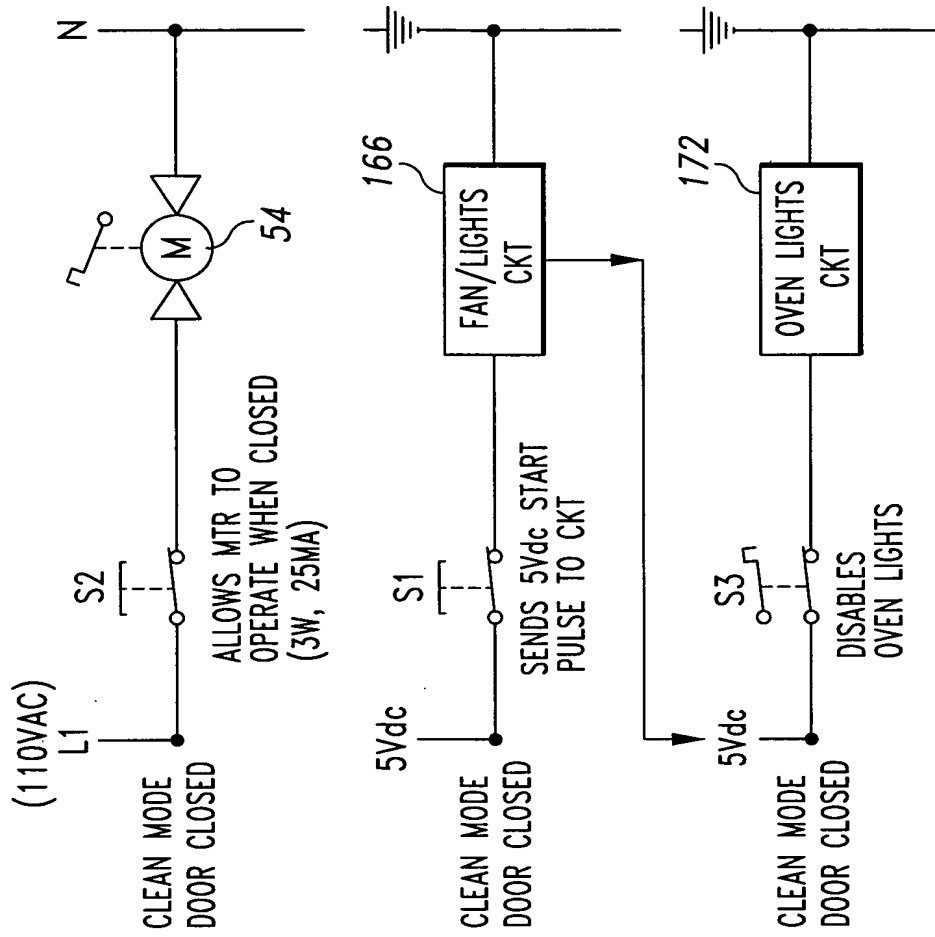 (110VAC)
L1
N
S2
M
54
CLEAN MODE
DOOR CLOSED
ALLOWS MTR TO
OPERATE WHEN CLOSED
(3W, 25MA)
5Vdc
S1
166
FAN/LIGHTS
CKT
CLEAN MODE
DOOR CLOSED
SENDS 5Vdc START
PULSE TO CKT
5Vdc
S3
172
OVEN LIGHTS
CKT
CLEAN MODE
DOOR CLOSED
DISABLES
OVEN LIGHTS